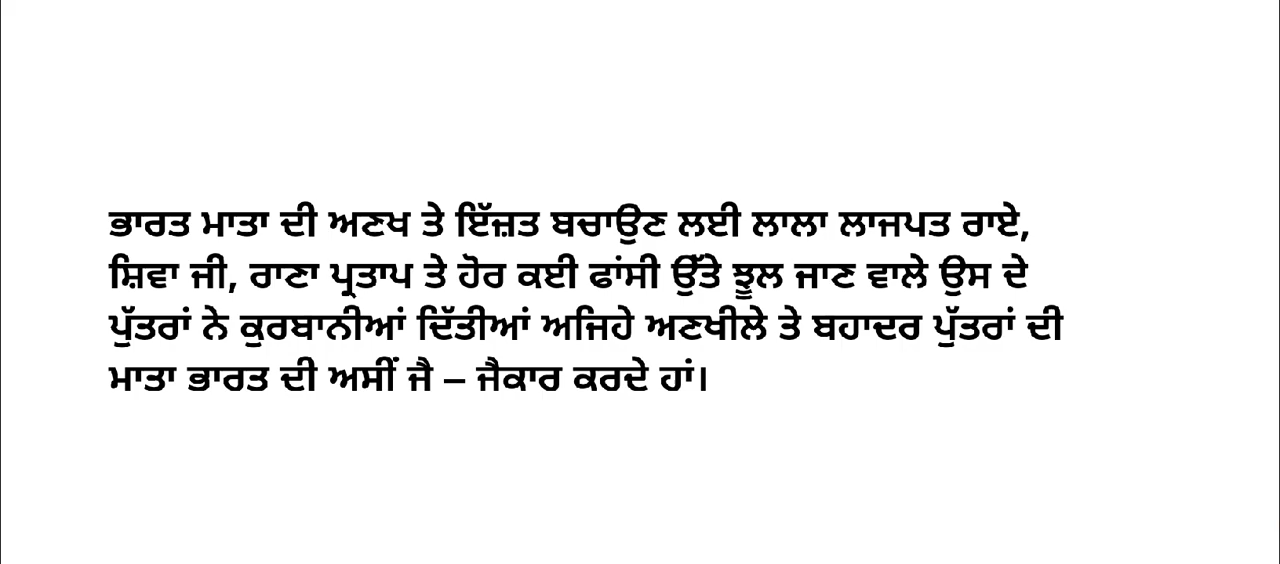 ਭਾਰਤ ਮਾਤਾ ਦੀ ਅਣਖ ਤੇ ਇੱਜ਼ਤ ਬਚਾਉਣ ਲਈ ਲਾਲਾ ਲਾਜਪਤ ਰਾਏ,
ਸ਼ਿਵਾ ਜੀ, ਰਾਣਾ ਪ੍ਰਤਾਪ ਤੇ ਹੋਰ ਕਈ ਫਾਂਸੀ ਉੱਤੇ ਝੂਲ ਜਾਣ ਵਾਲੇ ਉਸ ਦੇ
ਪੁੱਤਰਾਂ ਨੇ ਕੁਰਬਾਨੀਆਂ ਦਿੱਤੀਆਂ ਅਜਿਹੇ ਅਣਖੀਲੇ ਤੇ ਬਹਾਦਰ ਪੁੱਤਰਾਂ ਦੀ
ਮਾਤਾ ਭਾਰਤ ਦੀ ਅਸੀਂ ਜੈ – ਜੈਕਾਰ ਕਰਦੇ ਹਾਂ।